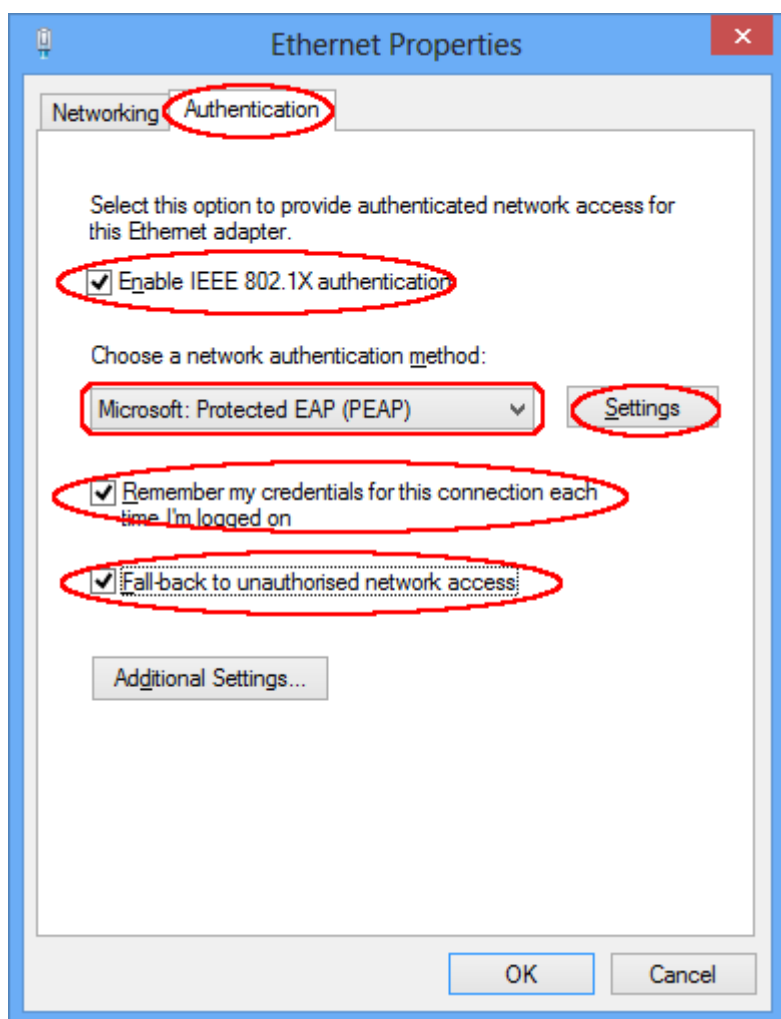 Ethernet Properties
Networking Authentication
Select this option to provide authenticated network access for
this Ethernet adapter.
Enable IEEE 802.1X authentication
Choose a network authentication method:
Microsoft: Protected EAP (PEAP) Settings
Remember my credentials for this connection each
time I'm logged on
Fall-back to unauthorised network access
Additional Settings...
OK Cancel